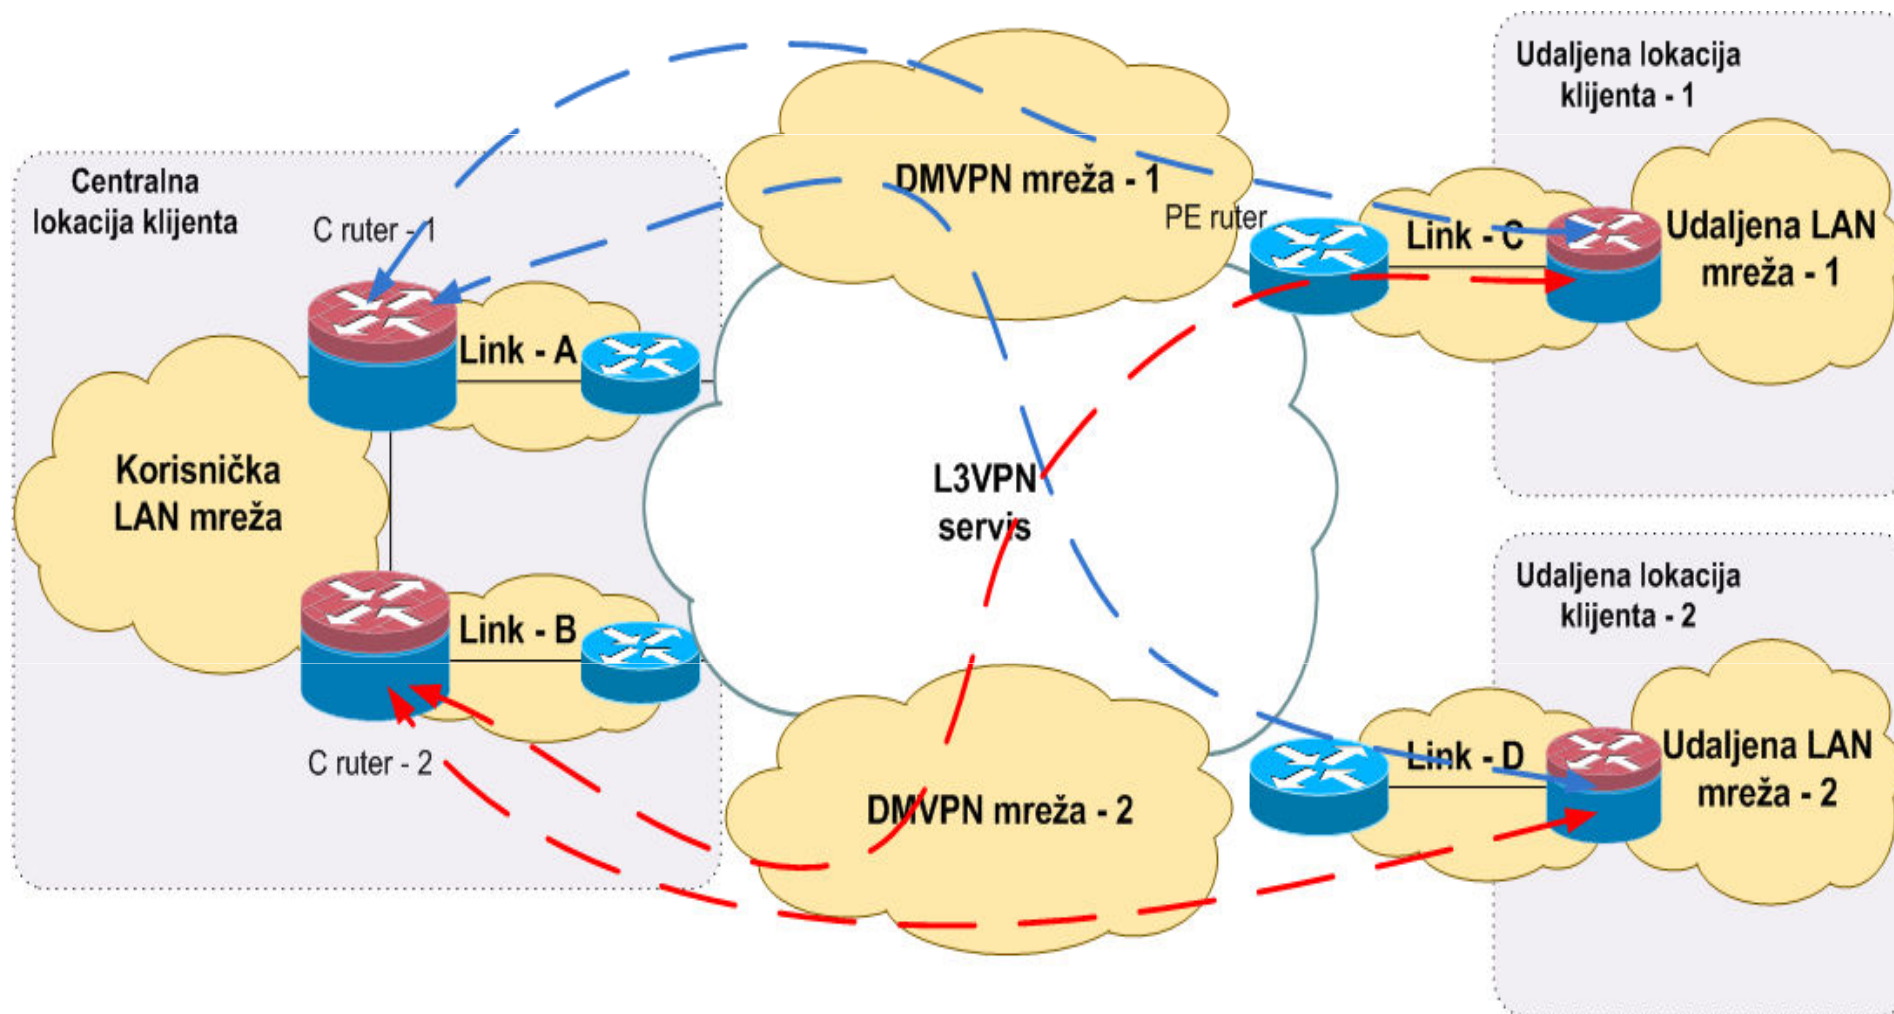 Centralna
lokacija klijenta
C ruter - 1
Link - A
Korisnička
LAN mreža
Link - B
C ruter - 2
DMVPN mreža - 1
L3VPN
servis
DMVPN mreža - 2
PE ruter
Udaljena lokacija
klijenta - 1
Link - C
Udaljena LAN
mreža - 1
Udaljena lokacija
klijenta - 2
Link - D
Udaljena LAN
mreža - 2